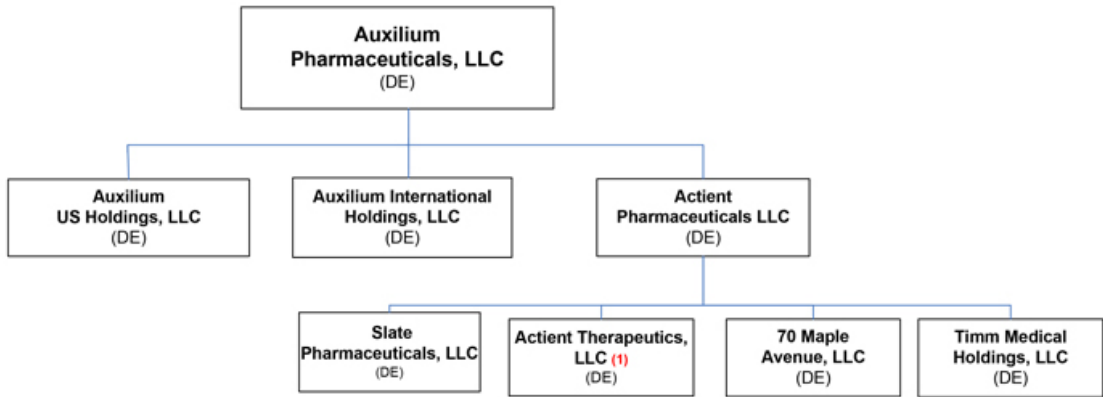 Auxilium
Pharmaceuticals, LLC
(DE)
Auxilium
US Holdings, LLC
(DE)
Auxilium International
Holdings, LLC
(DE)
Actient
Pharmaceuticals LLC
(DE)
Slate
Pharmaceuticals, LLC
(DE)
Actient Therapeutics,
LLC (1)
(DE)
70 Maple
Avenue, LLC
(DE)
Timm Medical
Holdings, LLC
(DE)